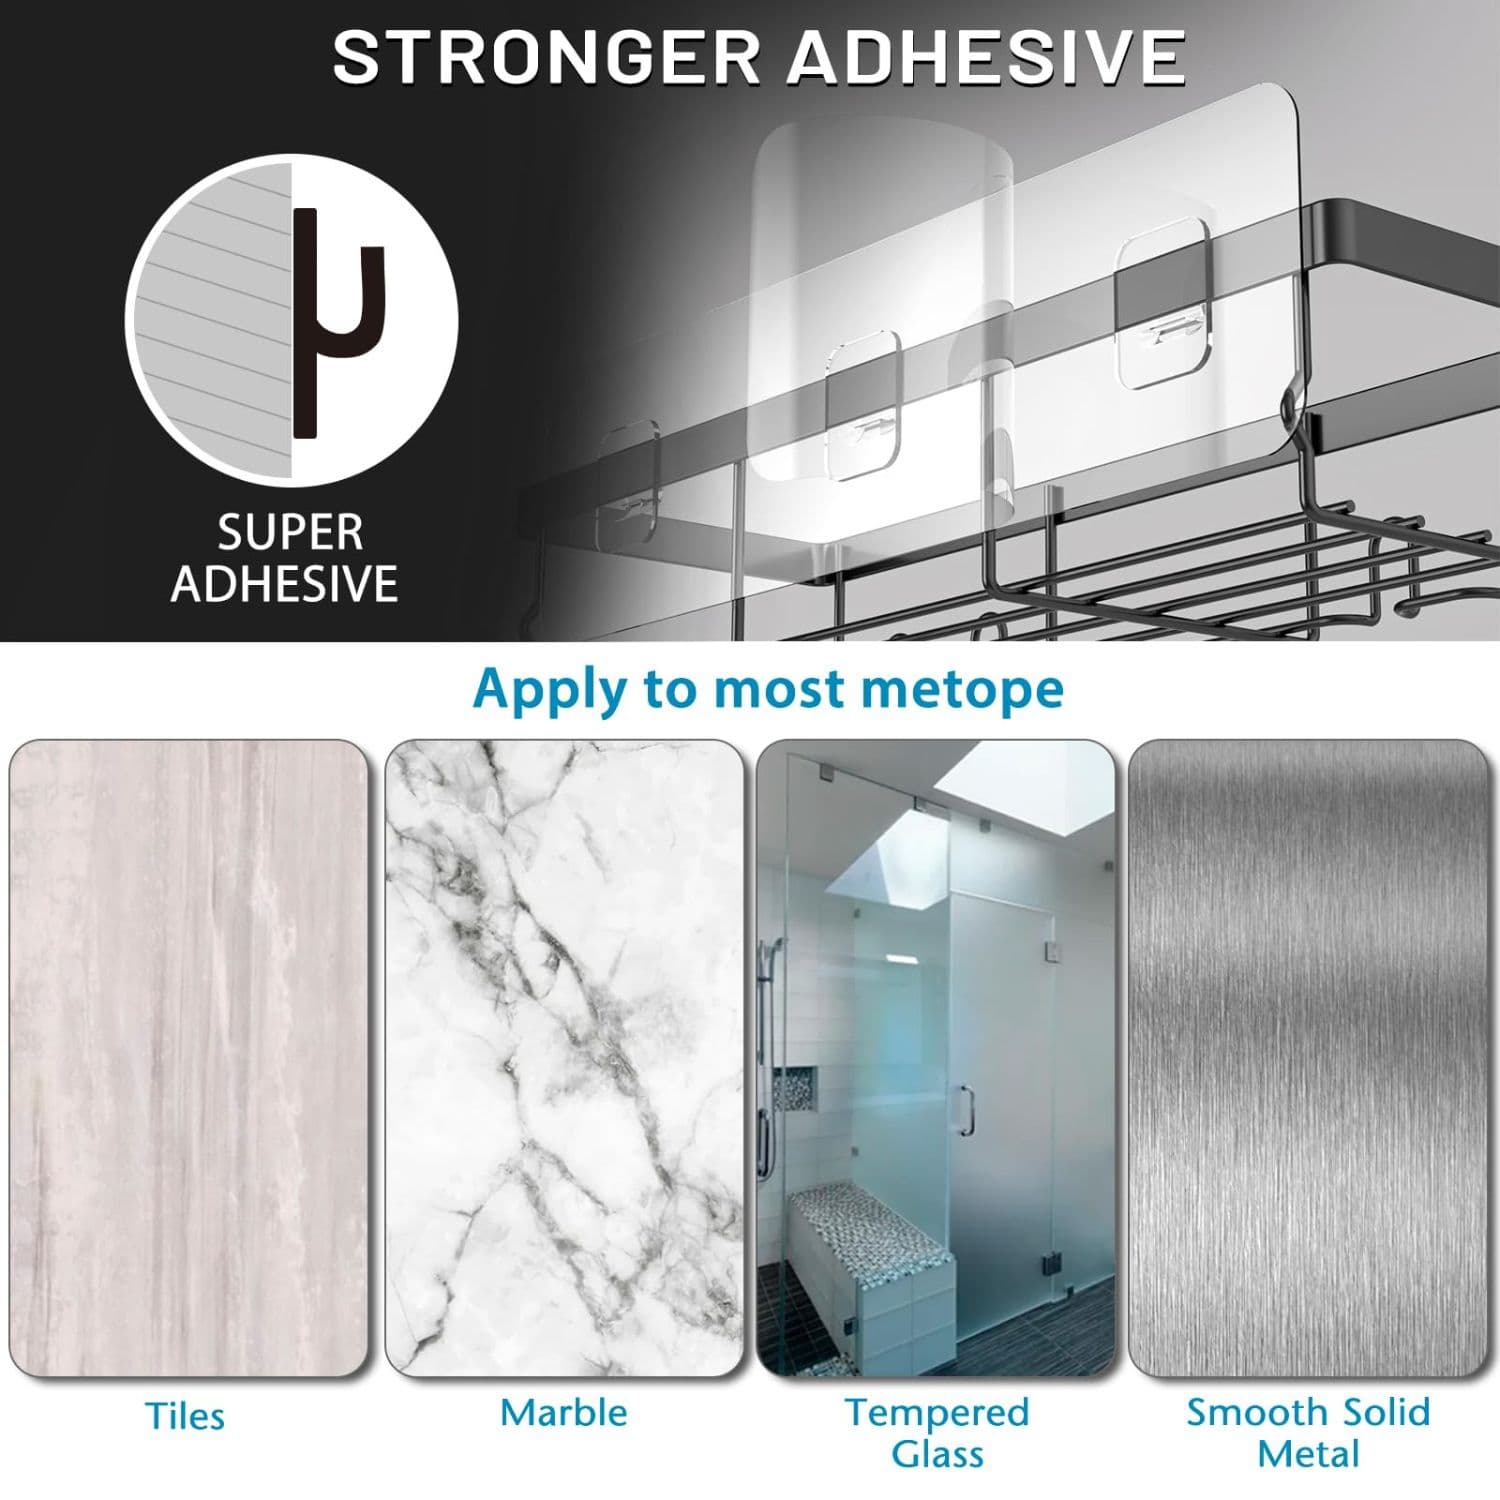 STRONGER ADHESIVE
SUPER
ADHESIVE
Apply to most metope
Tiles
Marble
Tempered
Glass
Smooth Solid
Metal